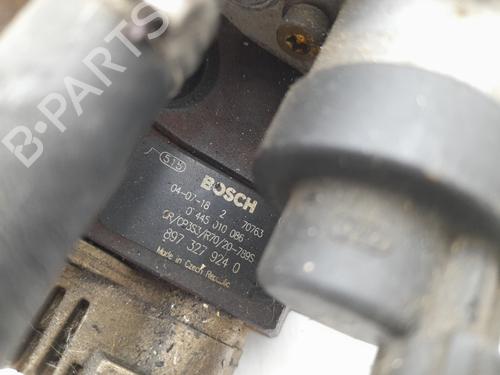 B-PARTS
515
BOSCH
04-07-18 2 70763
0 445 010 086
CR/CP3S3/R70/20-789S
897 327 924 0
Made in Czech Republic